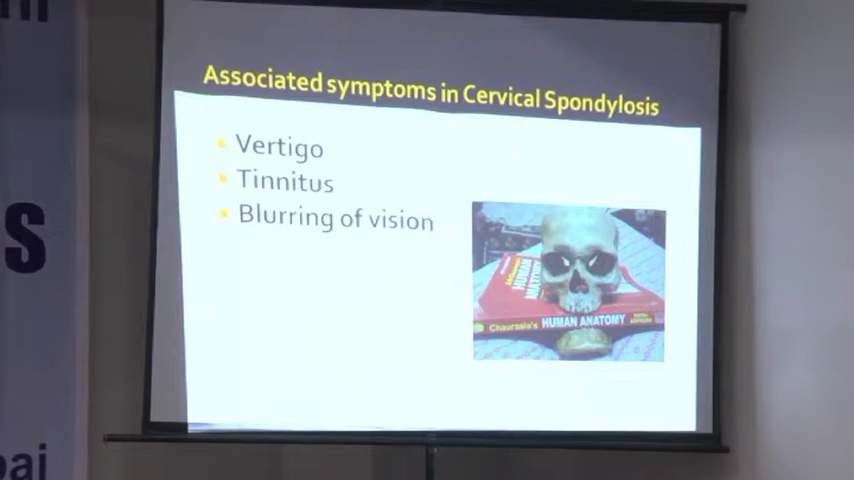 Associated symptoms in Cervical Spondylosis
Vertigo
Tinnitus
Blurring of vision
HUMAN
ANATOMY
Chaurasia's HUMAN ANATOMY
S